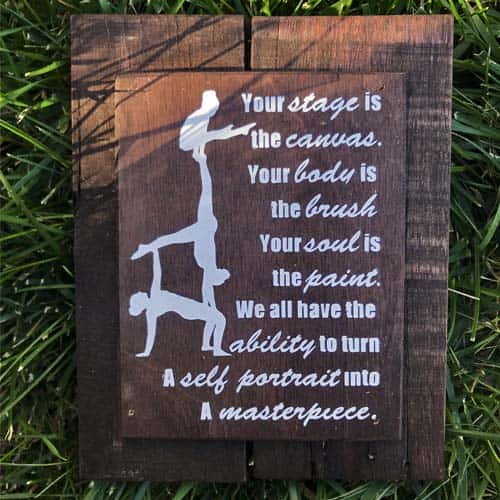 Your stage is
the canvas.
Your body is
the brush
Your soul is
the paint.
We all have the
ability to turn
A self portrait into
A masterpiece.